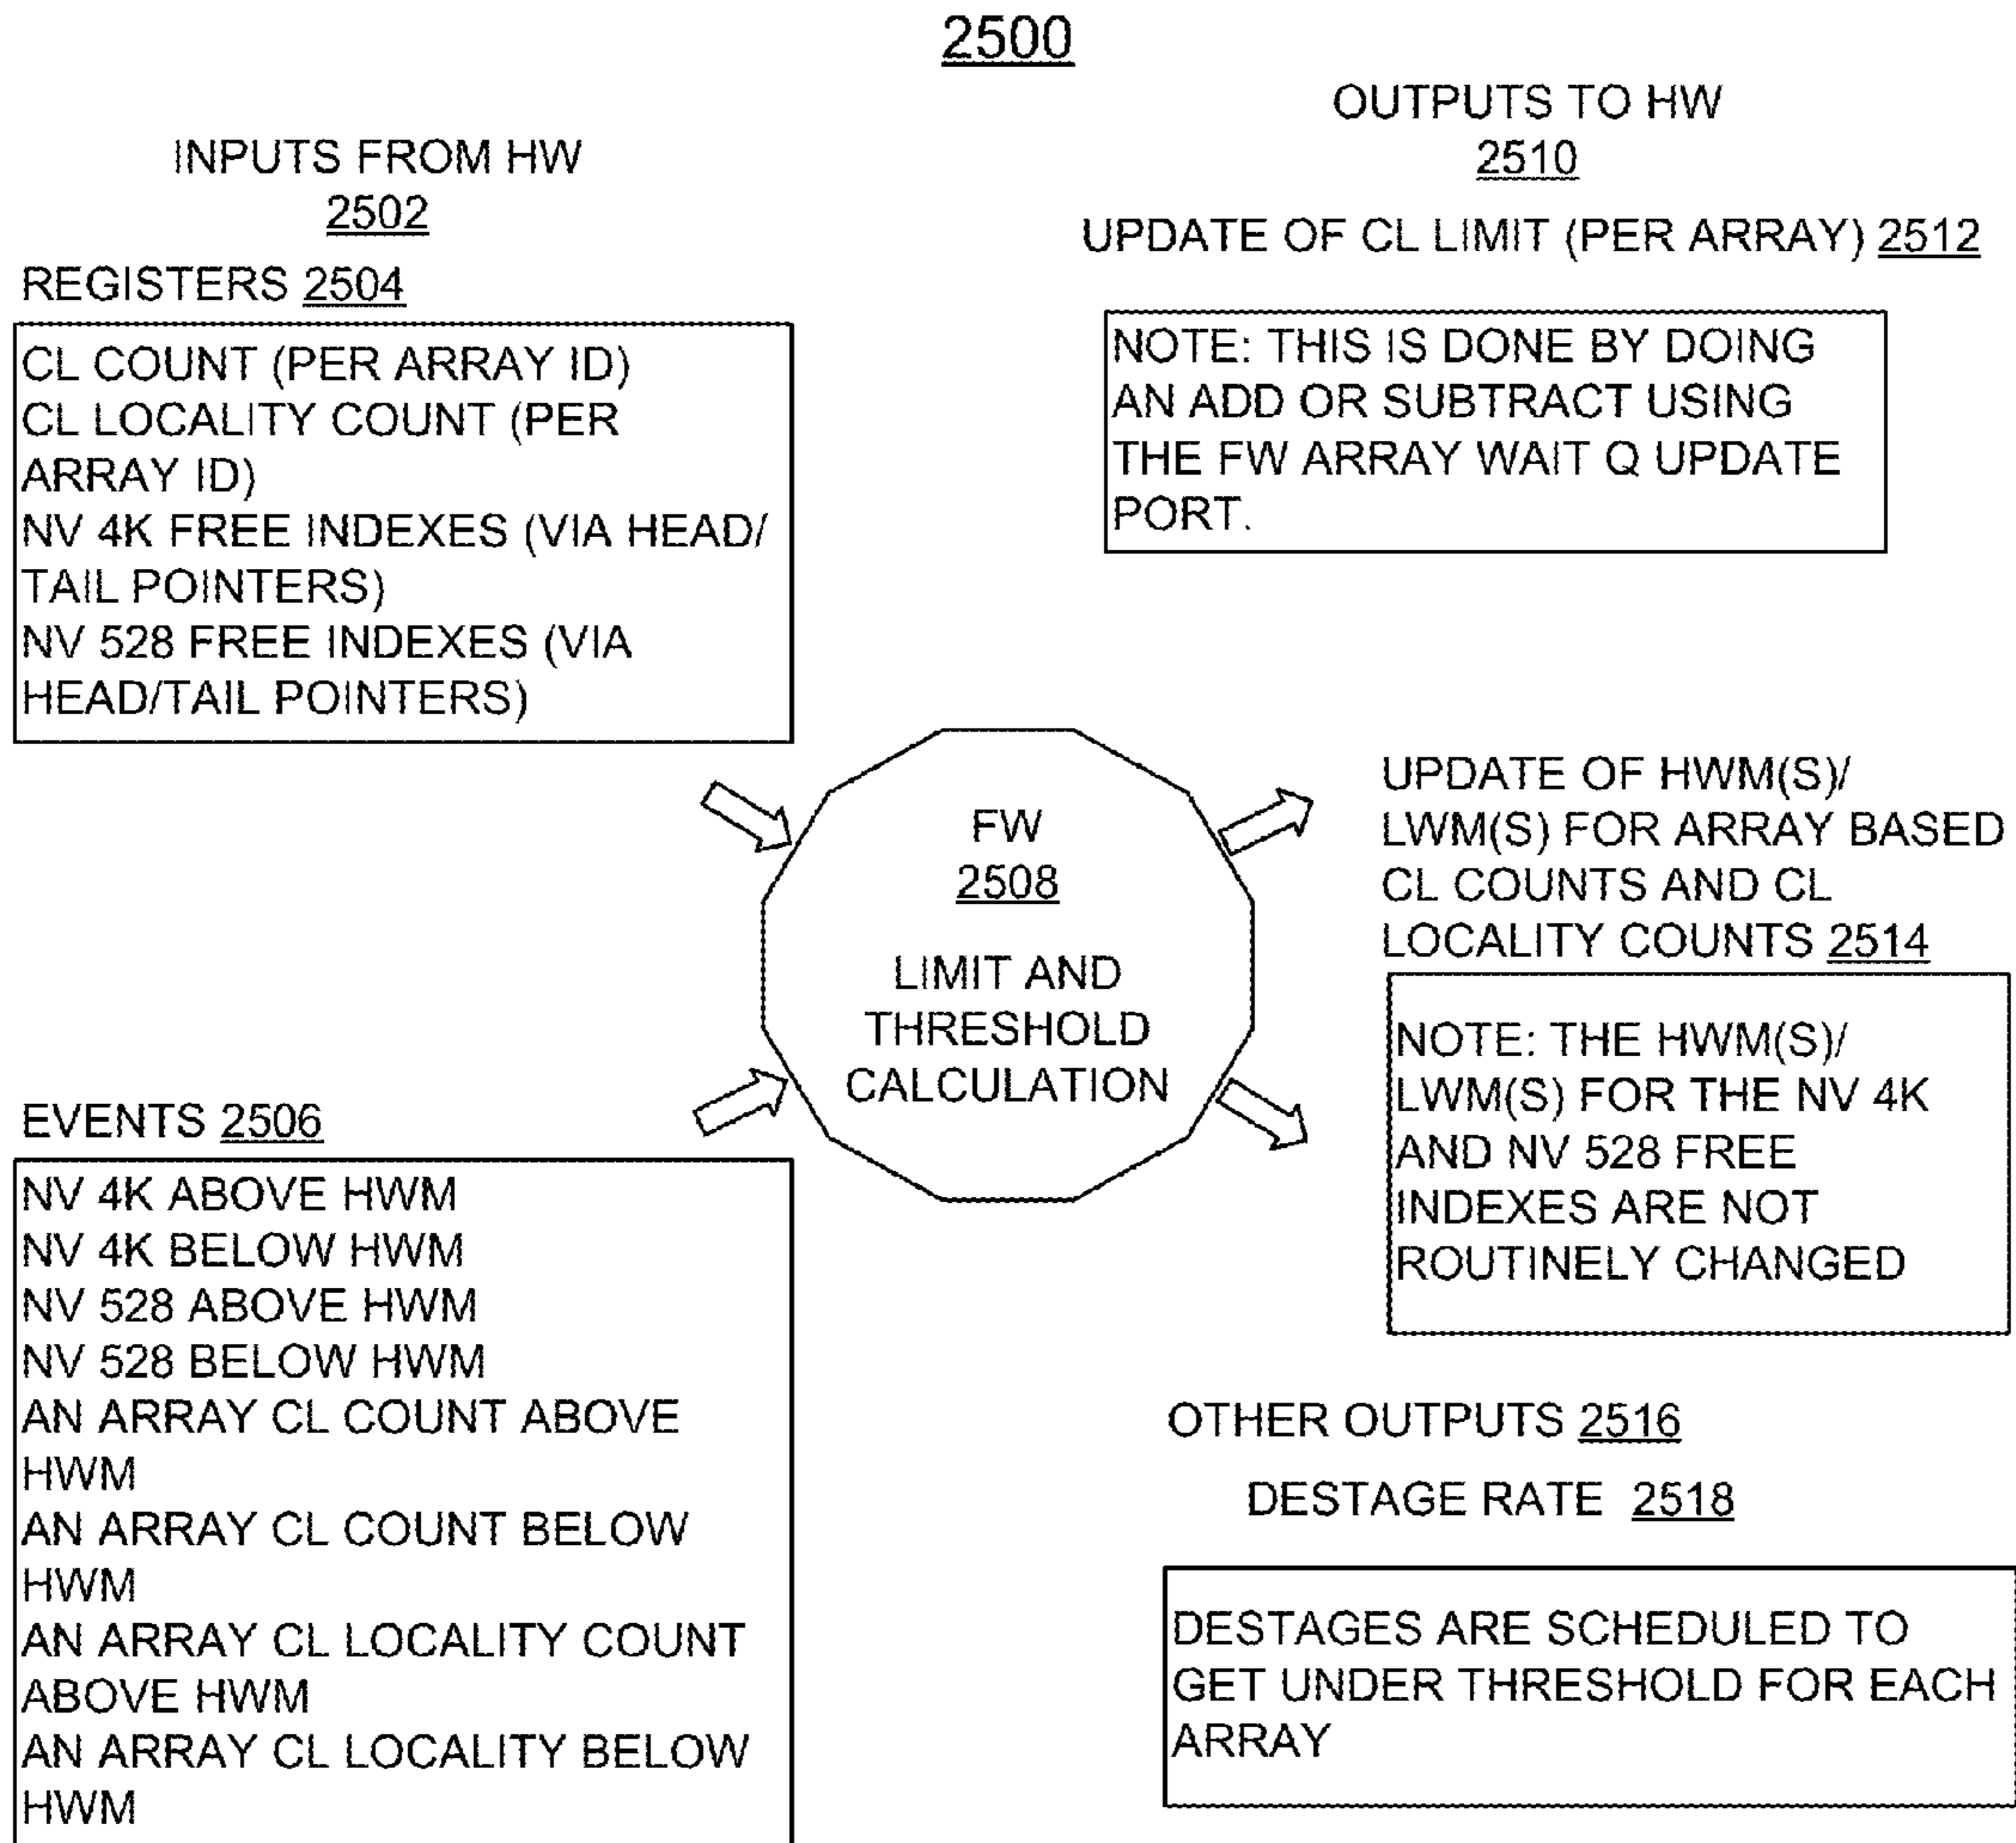 2500
INPUTS FROM HW
2502
REGISTERS 2504
CL COUNT (PER ARRAY ID)
CL LOCALITY COUNT (PER
ARRAY ID)
NV 4K FREE INDEXES (VIA HEAD/
TAIL POINTERS)
NV 528 FREE INDEXES (VIA
HEAD/TAIL POINTERS)
EVENTS 2506
NV 4K ABOVE HWM
NV 4K BELOW HWM
NV 528 ABOVE HWM
NV 528 BELOW HWM
AN ARRAY CL COUNT ABOVE
HWM
AN ARRAY CL COUNT BELOW
HWM
AN ARRAY CL LOCALITY COUNT
ABOVE HWM
AN ARRAY CL LOCALITY BELOW
HWM
FW
2508
LIMIT AND
THRESHOLD
CALCULATION
OUTPUTS TO HW
2510
UPDATE OF CL LIMIT (PER ARRAY) 2512
NOTE: THIS IS DONE BY DOING
AN ADD OR SUBTRACT USING
THE FW ARRAY WAIT Q UPDATE
PORT.
UPDATE OF HWM(S)/
LWM(S) FOR ARRAY BASED
CL COUNTS AND CL
LOCALITY COUNTS 2514
NOTE: THE HWM(S)/
LWM(S) FOR THE NV 4K
AND NV 528 FREE
INDEXES ARE NOT
ROUTINELY CHANGED
OTHER OUTPUTS 2516
DESTAGE RATE 2518
DESTAGES ARE SCHEDULED TO
GET UNDER THRESHOLD FOR EACH
ARRAY